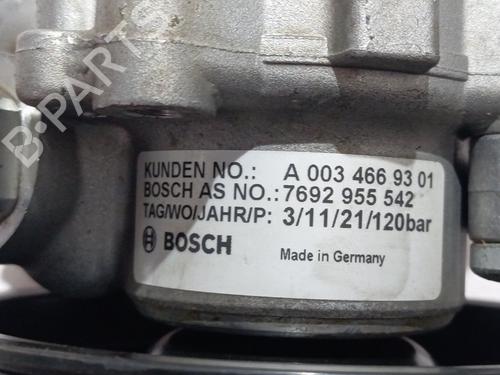 B-PARTS
KUNDEN NO.: A 003 466 93 01
BOSCH AS NO.: 7692 955 542
TAG/WO/JAHR/P: 3/11/21/120bar
BOSCH Made in Germany